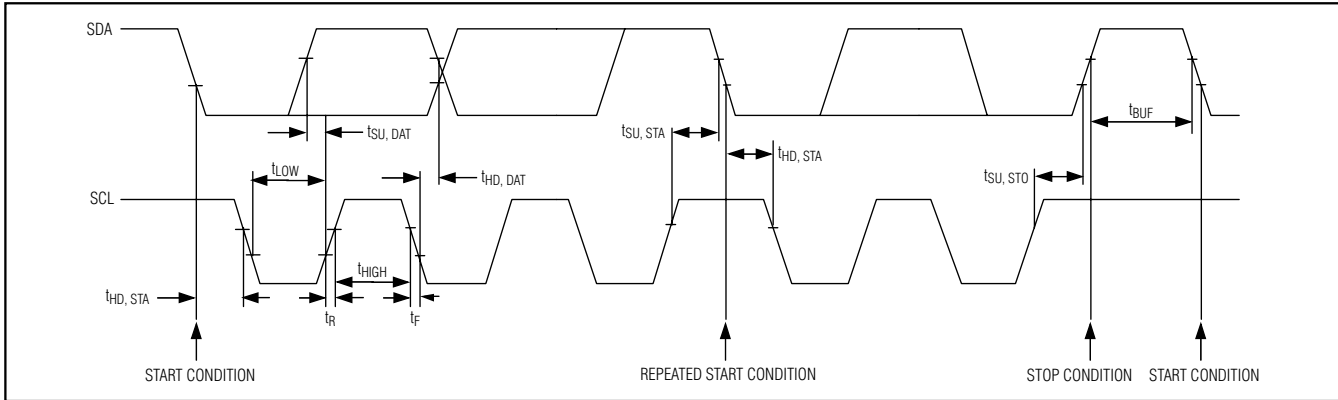 SDA
tBUF
tSU, DAT
tSU, STA
tHD, STA
tLOW
tHD, DAT
tSU, STO
SCL
tHIGH
tHD, STA
tR
tF
START CONDITION
REPEATED START CONDITION
STOP CONDITION
START CONDITION